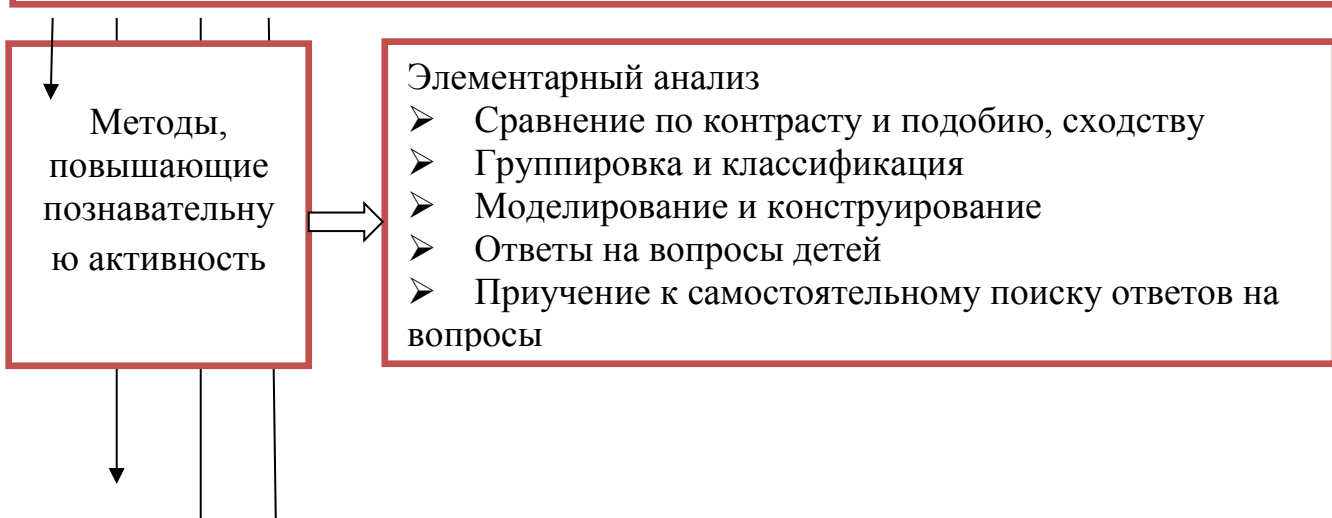 Методы,
повышающие
познавательну
ю активность
Элементарный анализ
➢ Сравнение по контрасту и подобию, сходству
➢ Группировка и классификация
➢ Моделирование и конструирование
➢ Ответы на вопросы детей
➢ Приучение к самостоятельному поиску ответов на
вопросы